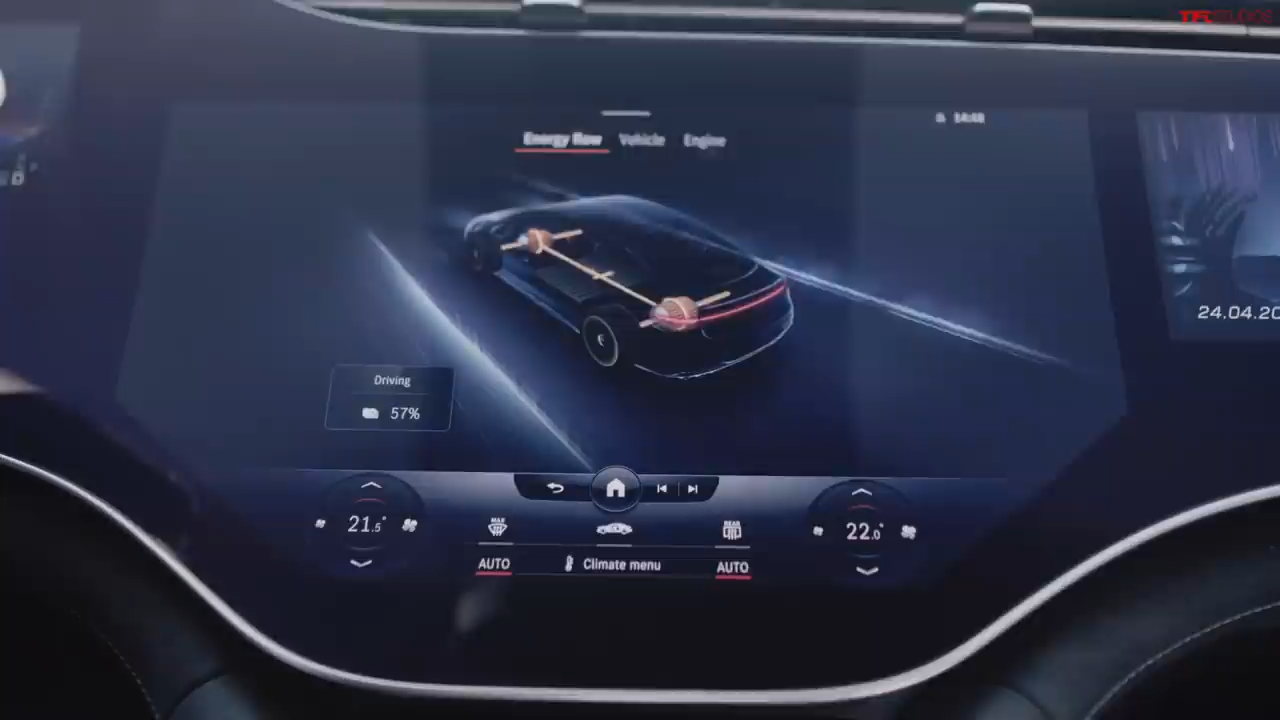 TFLSTUDIOS
14:48
Energy flow Vehicle Engine
24.04.20
Driving
57%
MAX
REAR
21.5°
22.0°
AUTO
Climate menu
AUTO